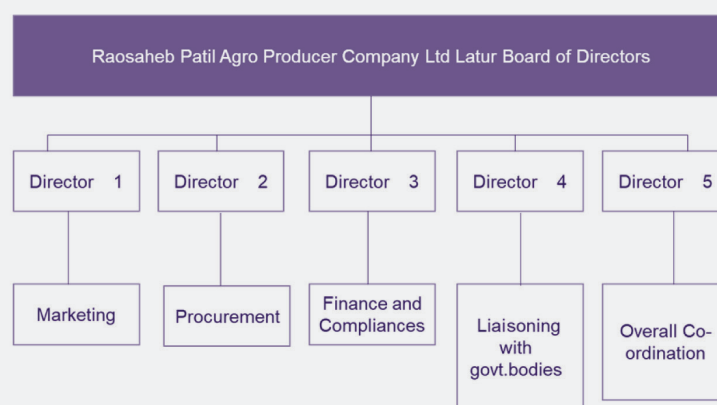 Raosaheb Patil Agro Producer Company Ltd Latur Board of Directors
Director 1
Director 2
Director 3
Director 4
Director 5
Marketing
Procurement
Finance and
Compliances
Liaisoning
with
govt.bodies
Overall Co-
ordination